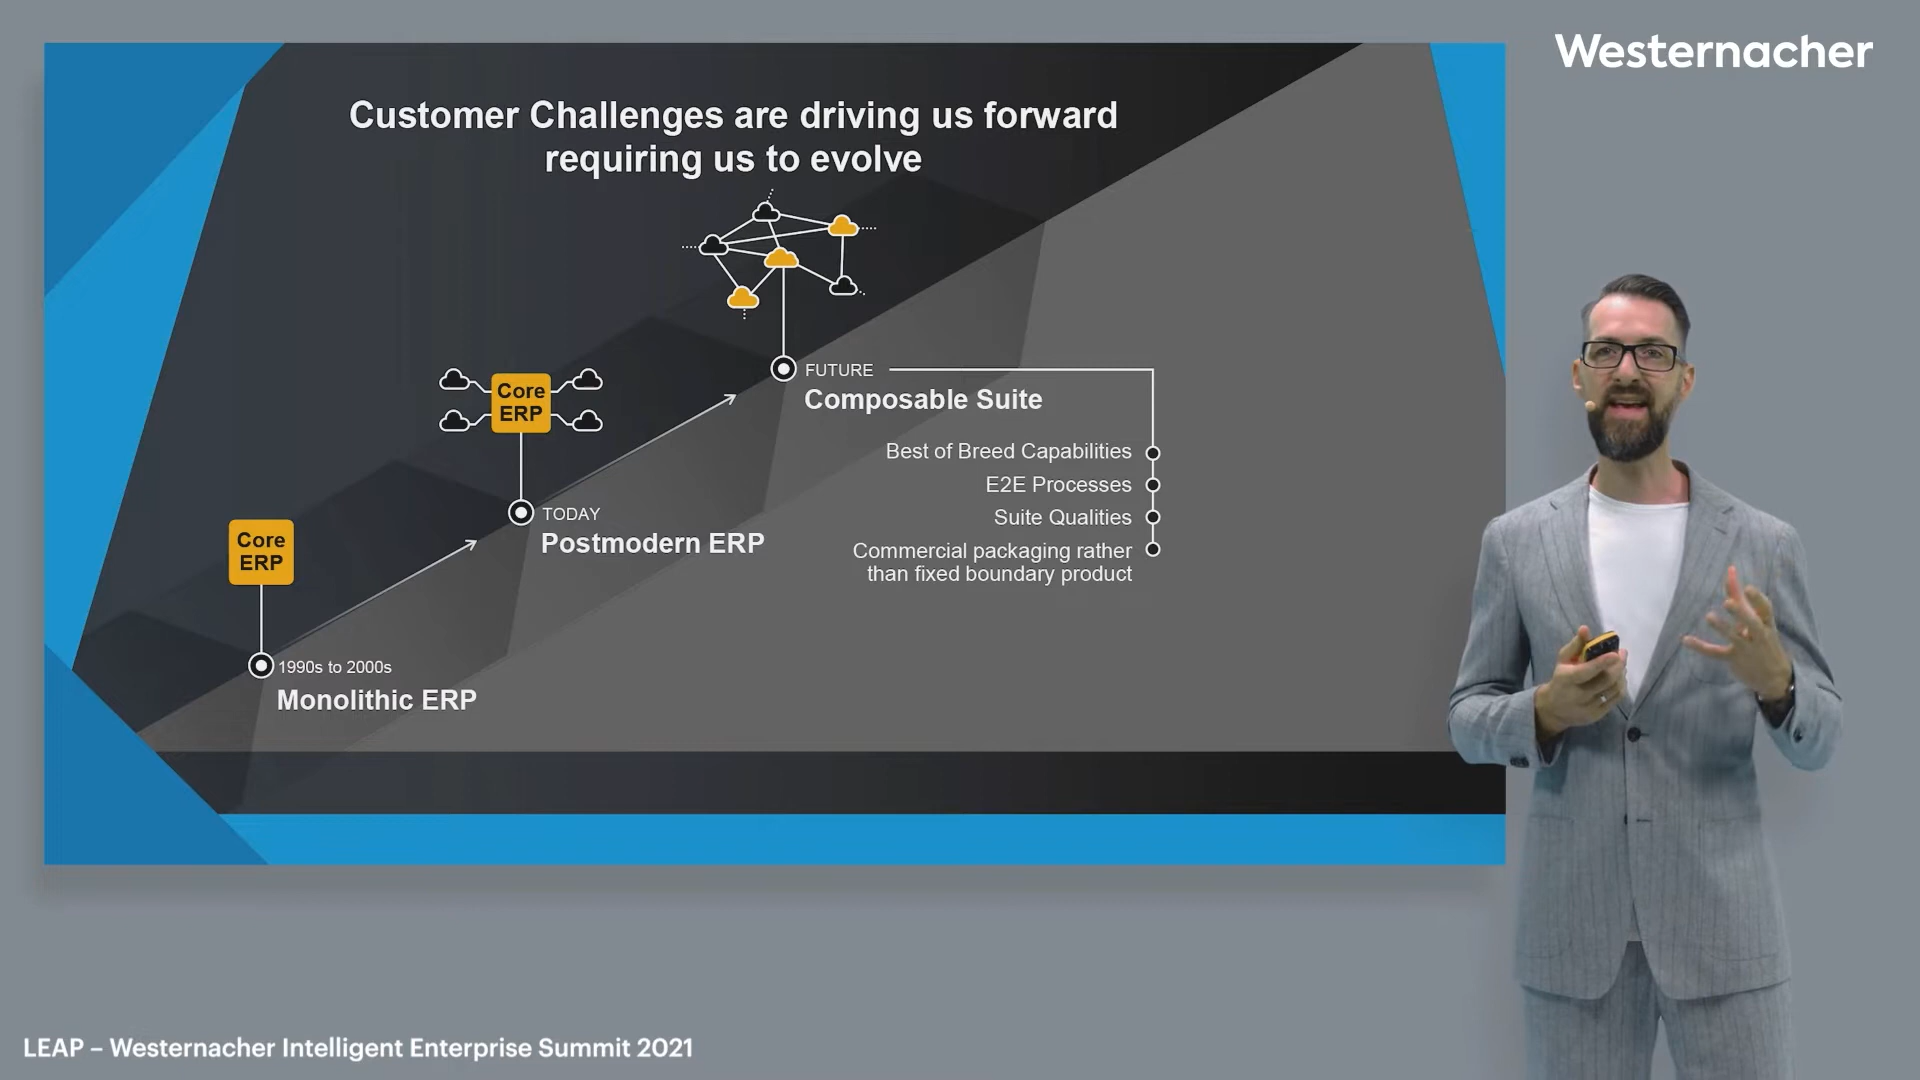 Westernacher
Customer Challenges are driving us forward
requiring us to evolve
FUTURE
Composable Suite
Best of Breed Capabilities
E2E Processes
Suite Qualities
Commercial packaging rather
than fixed boundary product
Core
ERP
TODAY
Postmodern ERP
Core
ERP
1990s to 2000s
Monolithic ERP
LEAP – Westernacher Intelligent Enterprise Summit 2021